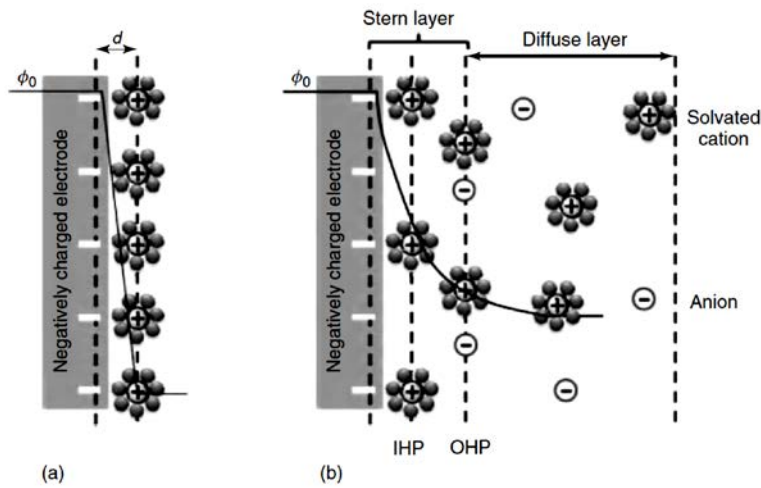 d
ϕ0
Negatively charged electrode
(a)
Stern layer
Diffuse layer
ϕ0
Negatively charged electrode
Solvated
cation
Anion
IHP
OHP
(b)